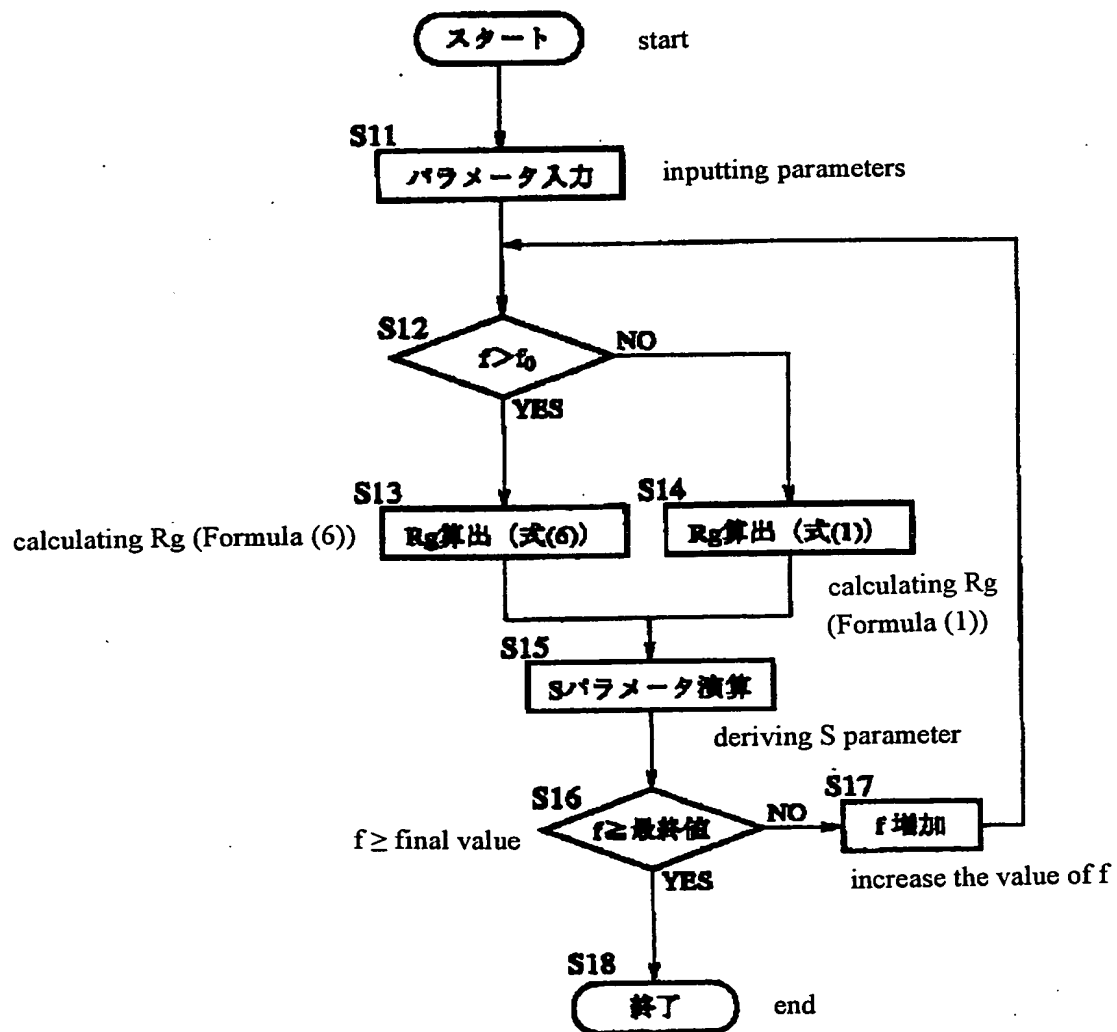 スタート
start
S11
パラメータ入力
inputting parameters
S12
f>f₀
NO
YES
S13
Rg算出（式(6)）
calculating Rg (Formula (6))
S14
Rg算出（式(1)）
calculating Rg
(Formula (1))
S15
Sパラメータ演算
deriving S parameter
S16
f≧最終値
f ≥ final value
NO
YES
S17
f 増加
increase the value of f
S18
終了
end